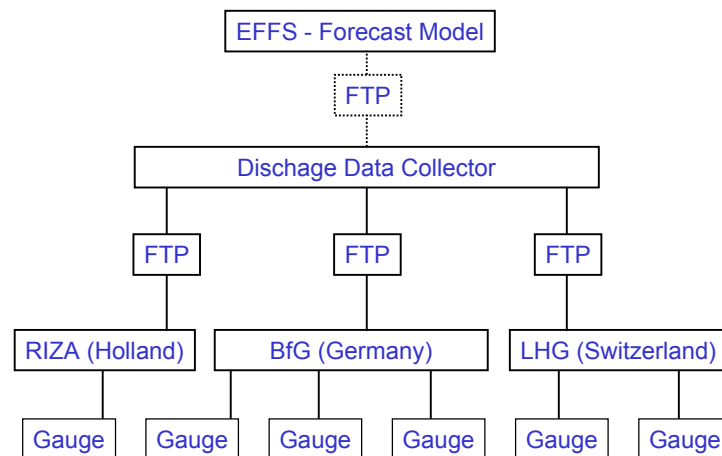 EFFS - Forecast Model
FTP
Dischage Data Collector
FTP FTP FTP
RIZA (Holland) BfG (Germany) LHG (Switzerland)
Gauge Gauge Gauge Gauge Gauge Gauge